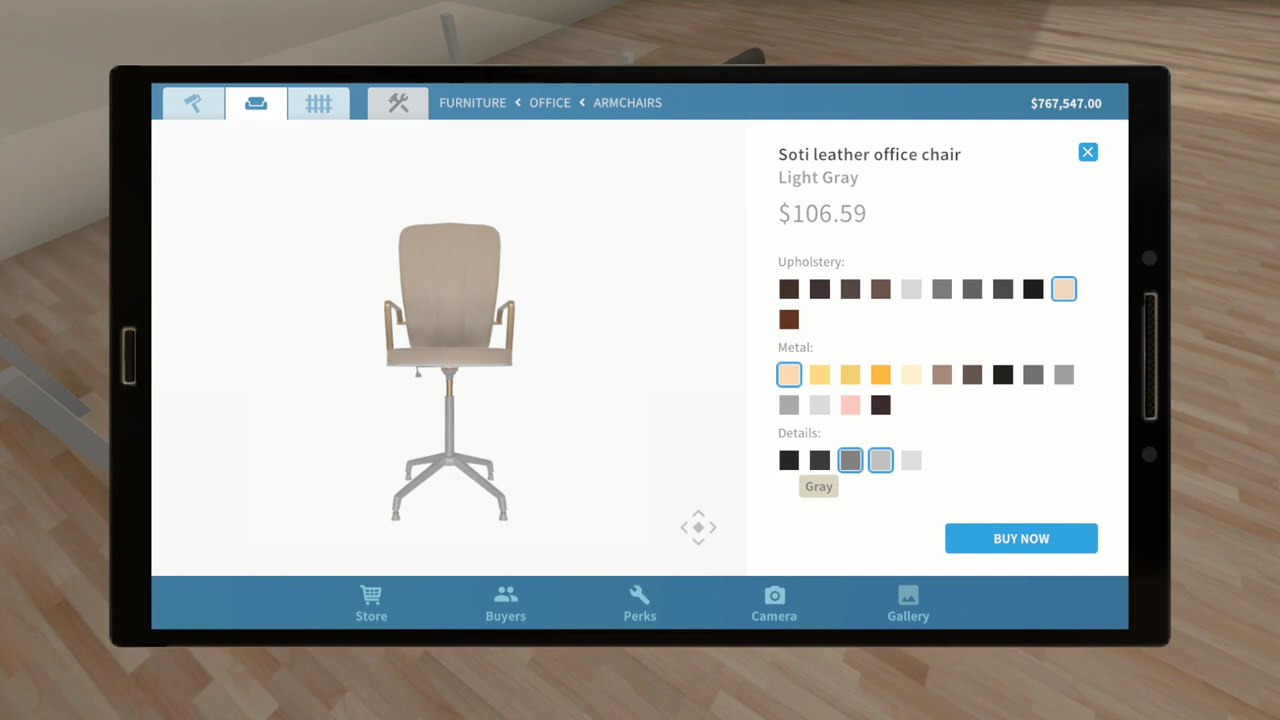 FURNITURE < OFFICE < ARMCHAIRS
$767,547.00
Soti leather office chair
Light Gray
$106.59
Upholstery:
Metal:
Details:
Gray
BUY NOW
Store
Buyers
Perks
Camera
Gallery